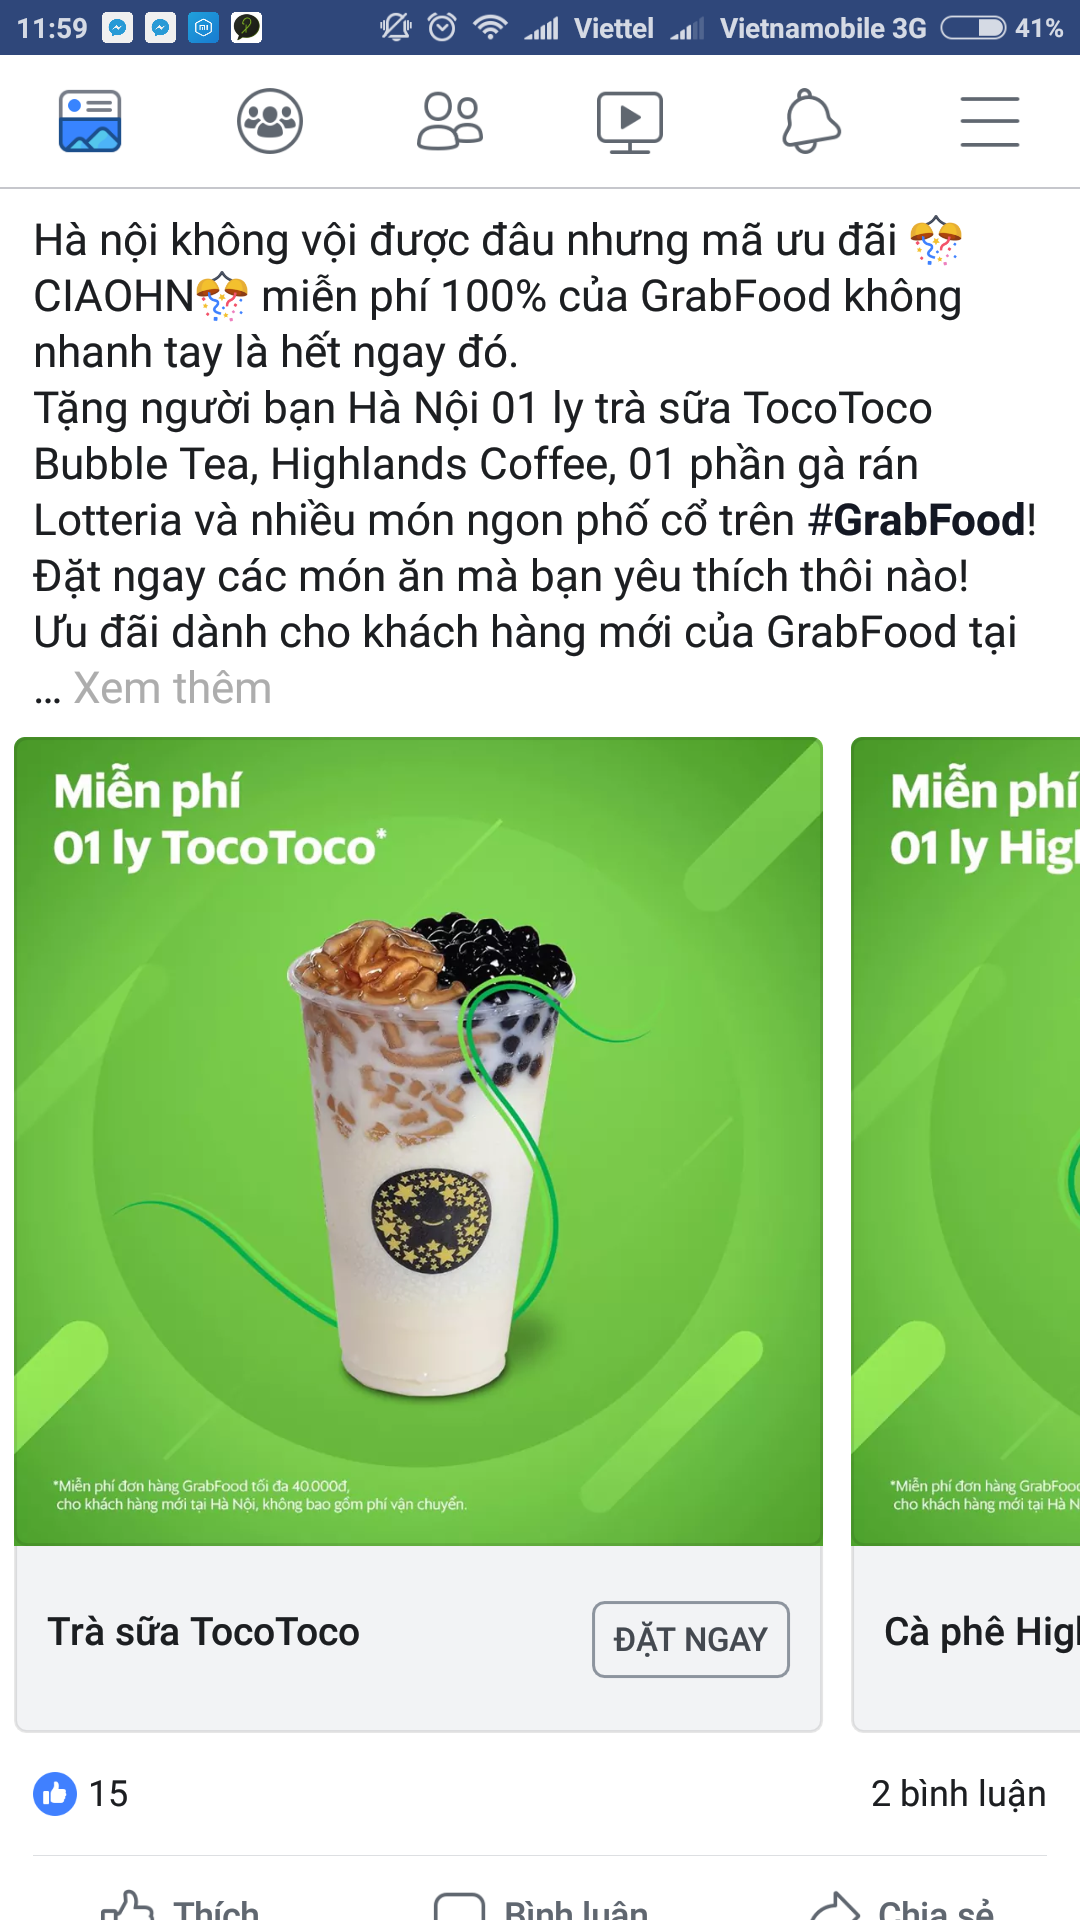 11:59
Viettel
Vietnamobile 3G
41%
Hà nội không vội được đâu nhưng mã ưu đãi 🎊
CIAOHN🎊 miễn phí 100% của GrabFood không
nhanh tay là hết ngay đó.
Tặng người bạn Hà Nội 01 ly trà sữa TocoToco
Bubble Tea, Highlands Coffee, 01 phần gà rán
Lotteria và nhiều món ngon phố cổ trên #GrabFood!
Đặt ngay các món ăn mà bạn yêu thích thôi nào!
Ưu đãi dành cho khách hàng mới của GrabFood tại
... Xem thêm
Miễn phí
01 ly TocoToco*
*Miễn phí đơn hàng GrabFood tối đa 40.000đ,
cho khách hàng mới tại Hà Nội, không bao gồm phí vận chuyển.
Trà sữa TocoToco
ĐẶT NGAY
Miễn phí
01 ly High
*Miễn phí đơn hàng GrabFood
cho khách hàng mới tại Hà N
Cà phê High
15
2 bình luận
Thích
Bình luận
Chia sẻ